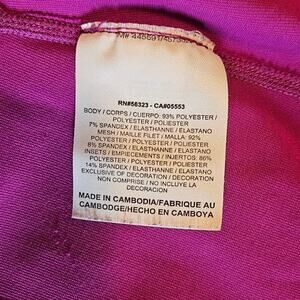 RN#56323 - CA#05553
BODY / CORPS / CUERPO: 93% POLYESTER /
POLYESTER / POLIESTER
7% SPANDEX / ELASTHANNE / ELASTANO
MESH / MAILLE FILET / MALLA: 92%
POLYESTER / POLYESTER / POLIESTER
8% SPANDEX / ELASTHANNE / ELASTANO
INSETS / EMPIECEMENTS / INJERTOS: 86%
POLYESTER / POLYESTER / POLIESTER
14% SPANDEX / ELASTHANNE / ELASTANO
EXCLUSIVE OF DECORATION / DECORATION
NON COMPRISE / NO INCLUYE LA
DECORACION
MADE IN CAMBODIA/FABRIQUE AU
CAMBODGE/HECHO EN CAMBOYA